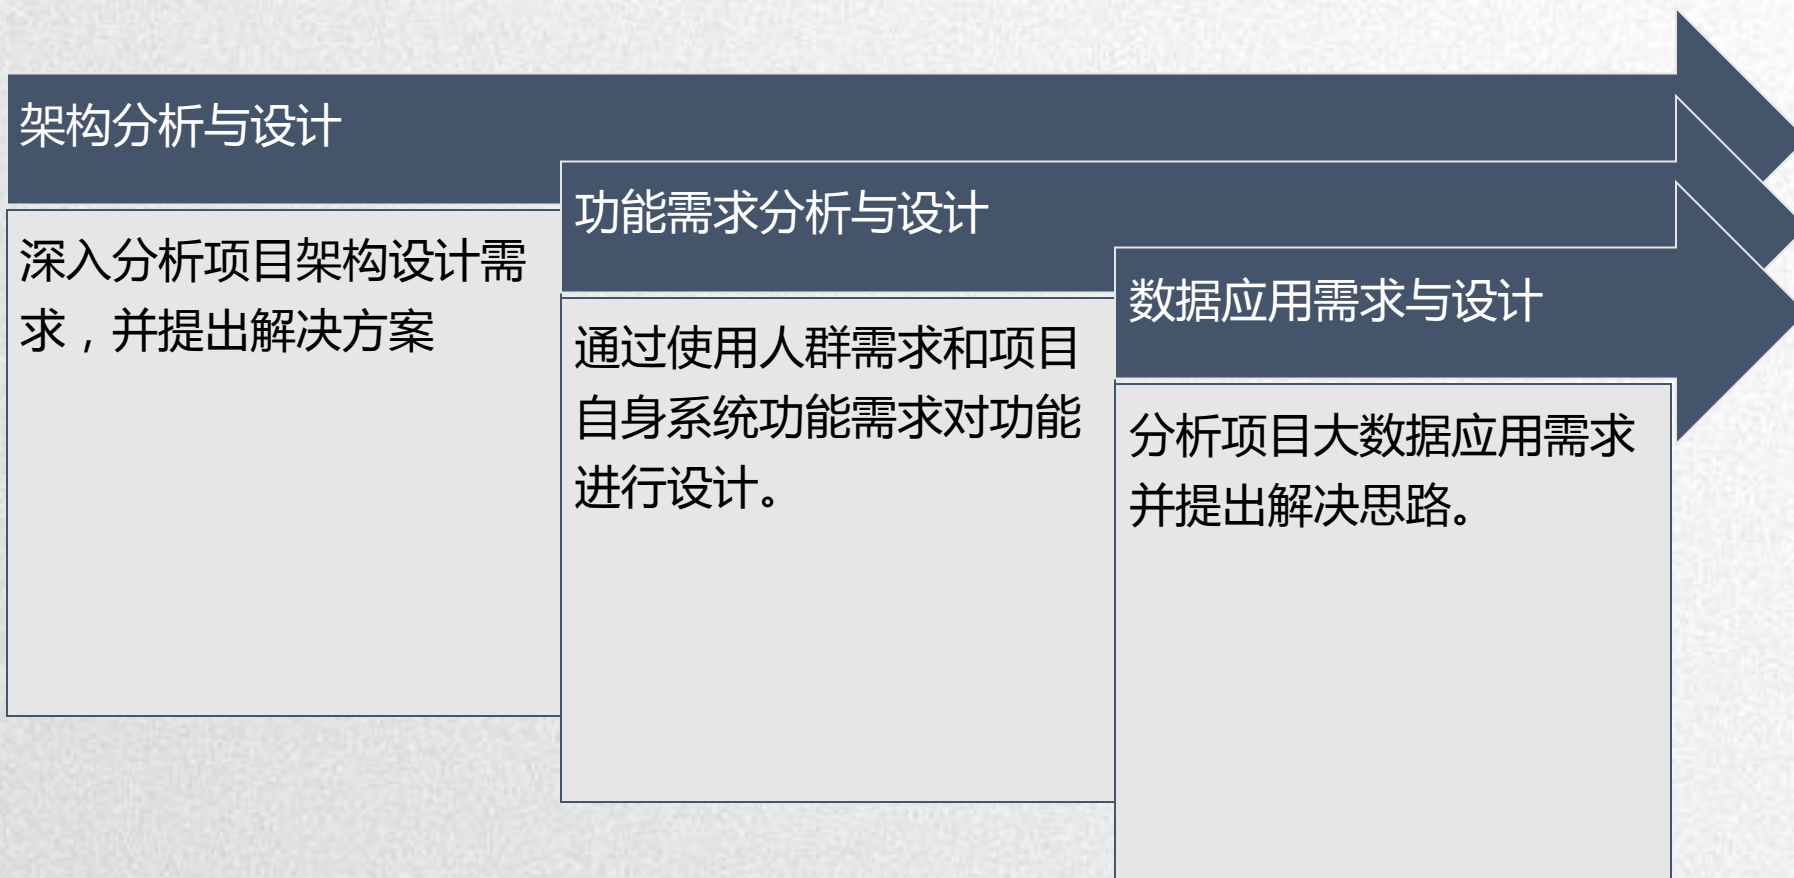 架构分析与设计
深入分析项目架构设计需
求，并提出解决方案
功能需求分析与设计
通过使用人群需求和项目
自身系统功能需求对功能
进行设计。
数据应用需求与设计
分析项目大数据应用需求
并提出解决思路。